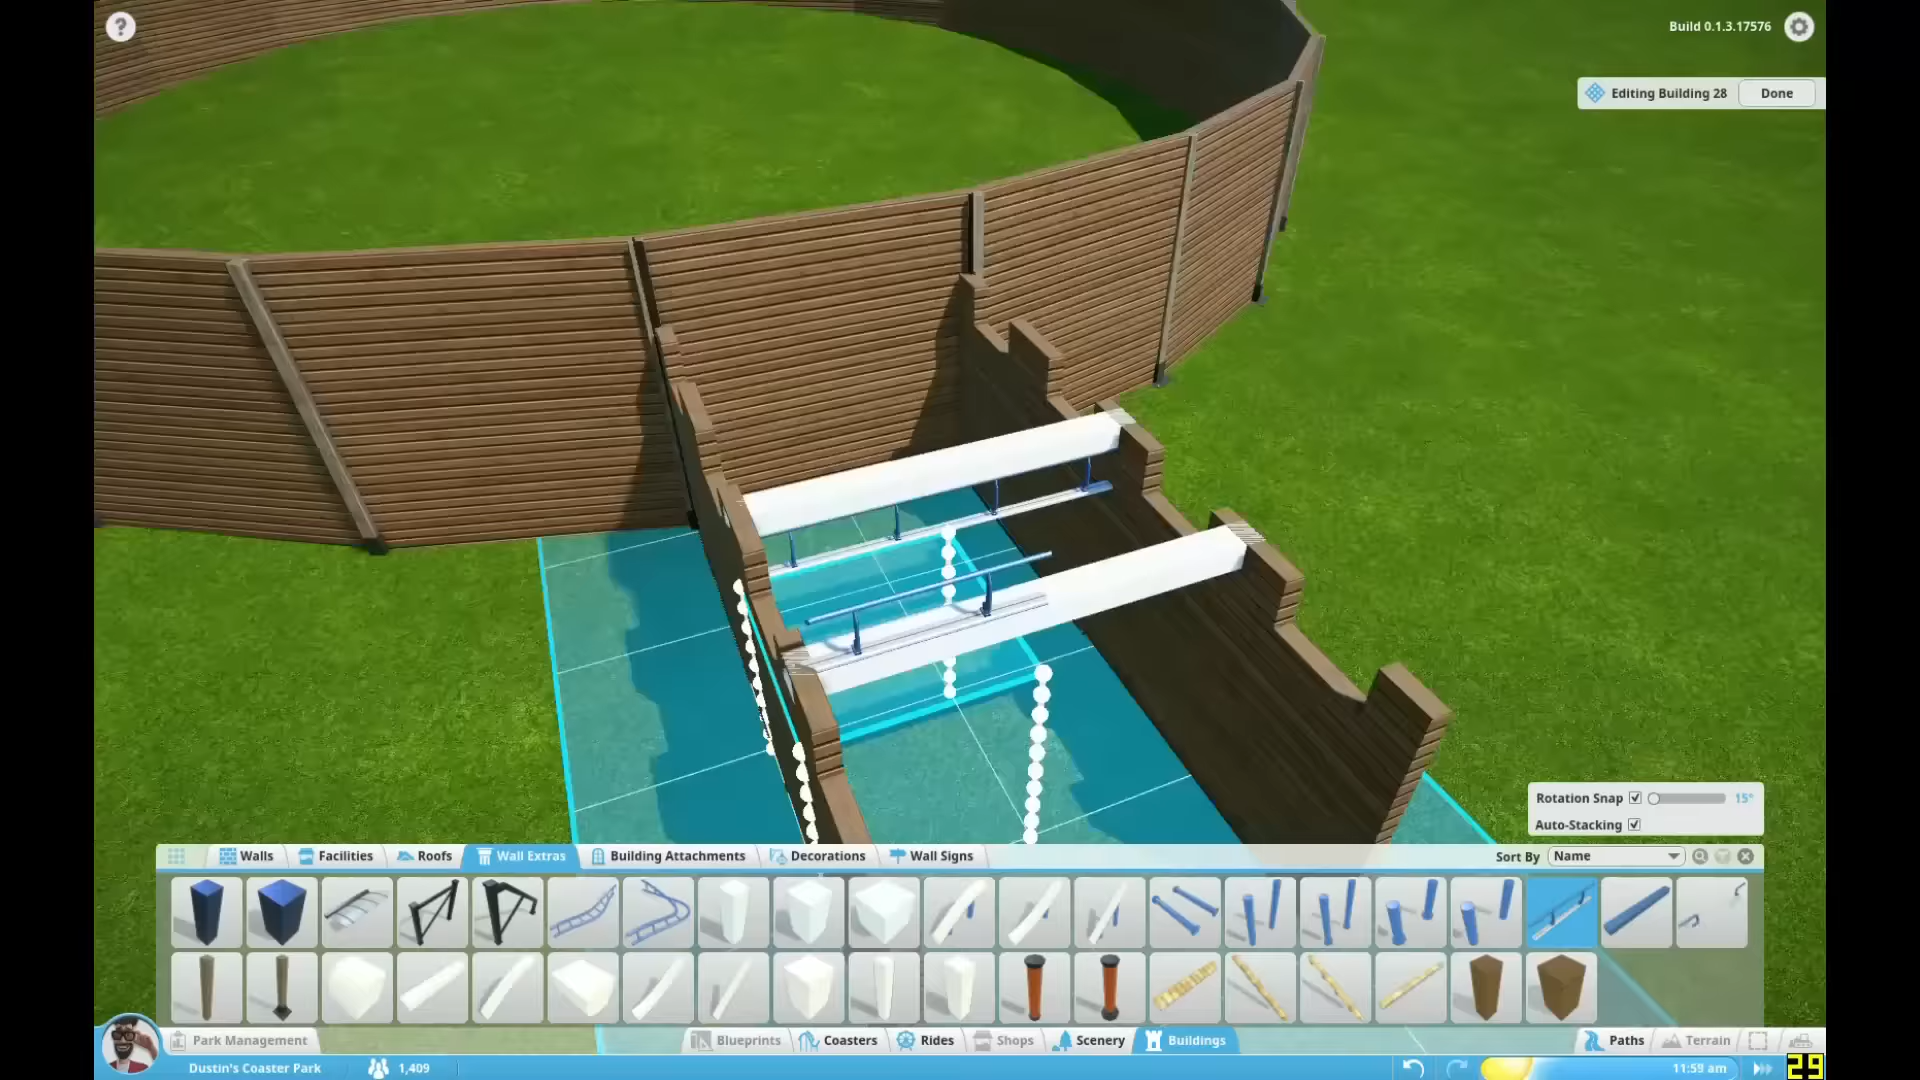 ?
Build 0.1.3.17576
Editing Building 28 Done
Rotation Snap 15°
Auto-Stacking
Walls Facilities Roofs Wall Extras Building Attachments Decorations Wall Signs Sort By Name
Park Management Blueprints Coasters Rides Shops Scenery Buildings Paths Terrain
Dustin's Coaster Park 1,409 11:59 am 29